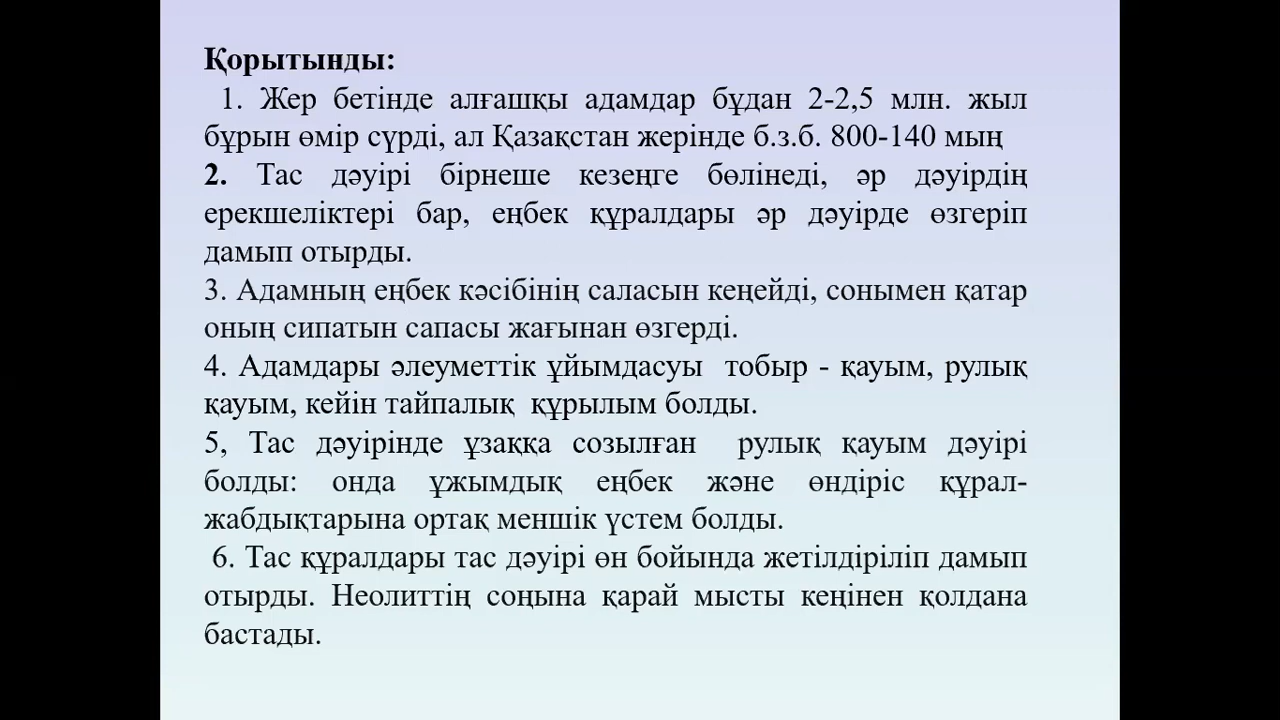 Қорытынды:
1. Жер бетінде алғашқы адамдар бұдан 2-2,5 млн. жыл
бұрын өмір сүрді, ал Қазақстан жерінде б.з.б. 800-140 мың
2. Тас дәуірі бірнеше кезеңге бөлінеді, әр дәуірдің
ерекшеліктері бар, еңбек құралдары әр дәуірде өзгеріп
дамып отырды.
3. Адамның еңбек кәсібінің саласын кеңейді, сонымен қатар
оның сипатын сапасы жағынан өзгерді.
4. Адамдары әлеуметтік ұйымдасуы тобыр - қауым, рулық
қауым, кейін тайпалық құрылым болды.
5, Тас дәуірінде ұзаққа созылған рулық қауым дәуірі
болды: онда ұжымдық еңбек және өндіріс құрал-
жабдықтарына ортақ меншік үстем болды.
6. Тас құралдары тас дәуірі өн бойында жетілдіріліп дамып
отырды. Неолиттің соңына қарай мысты кеңінен қолдана
бастады.